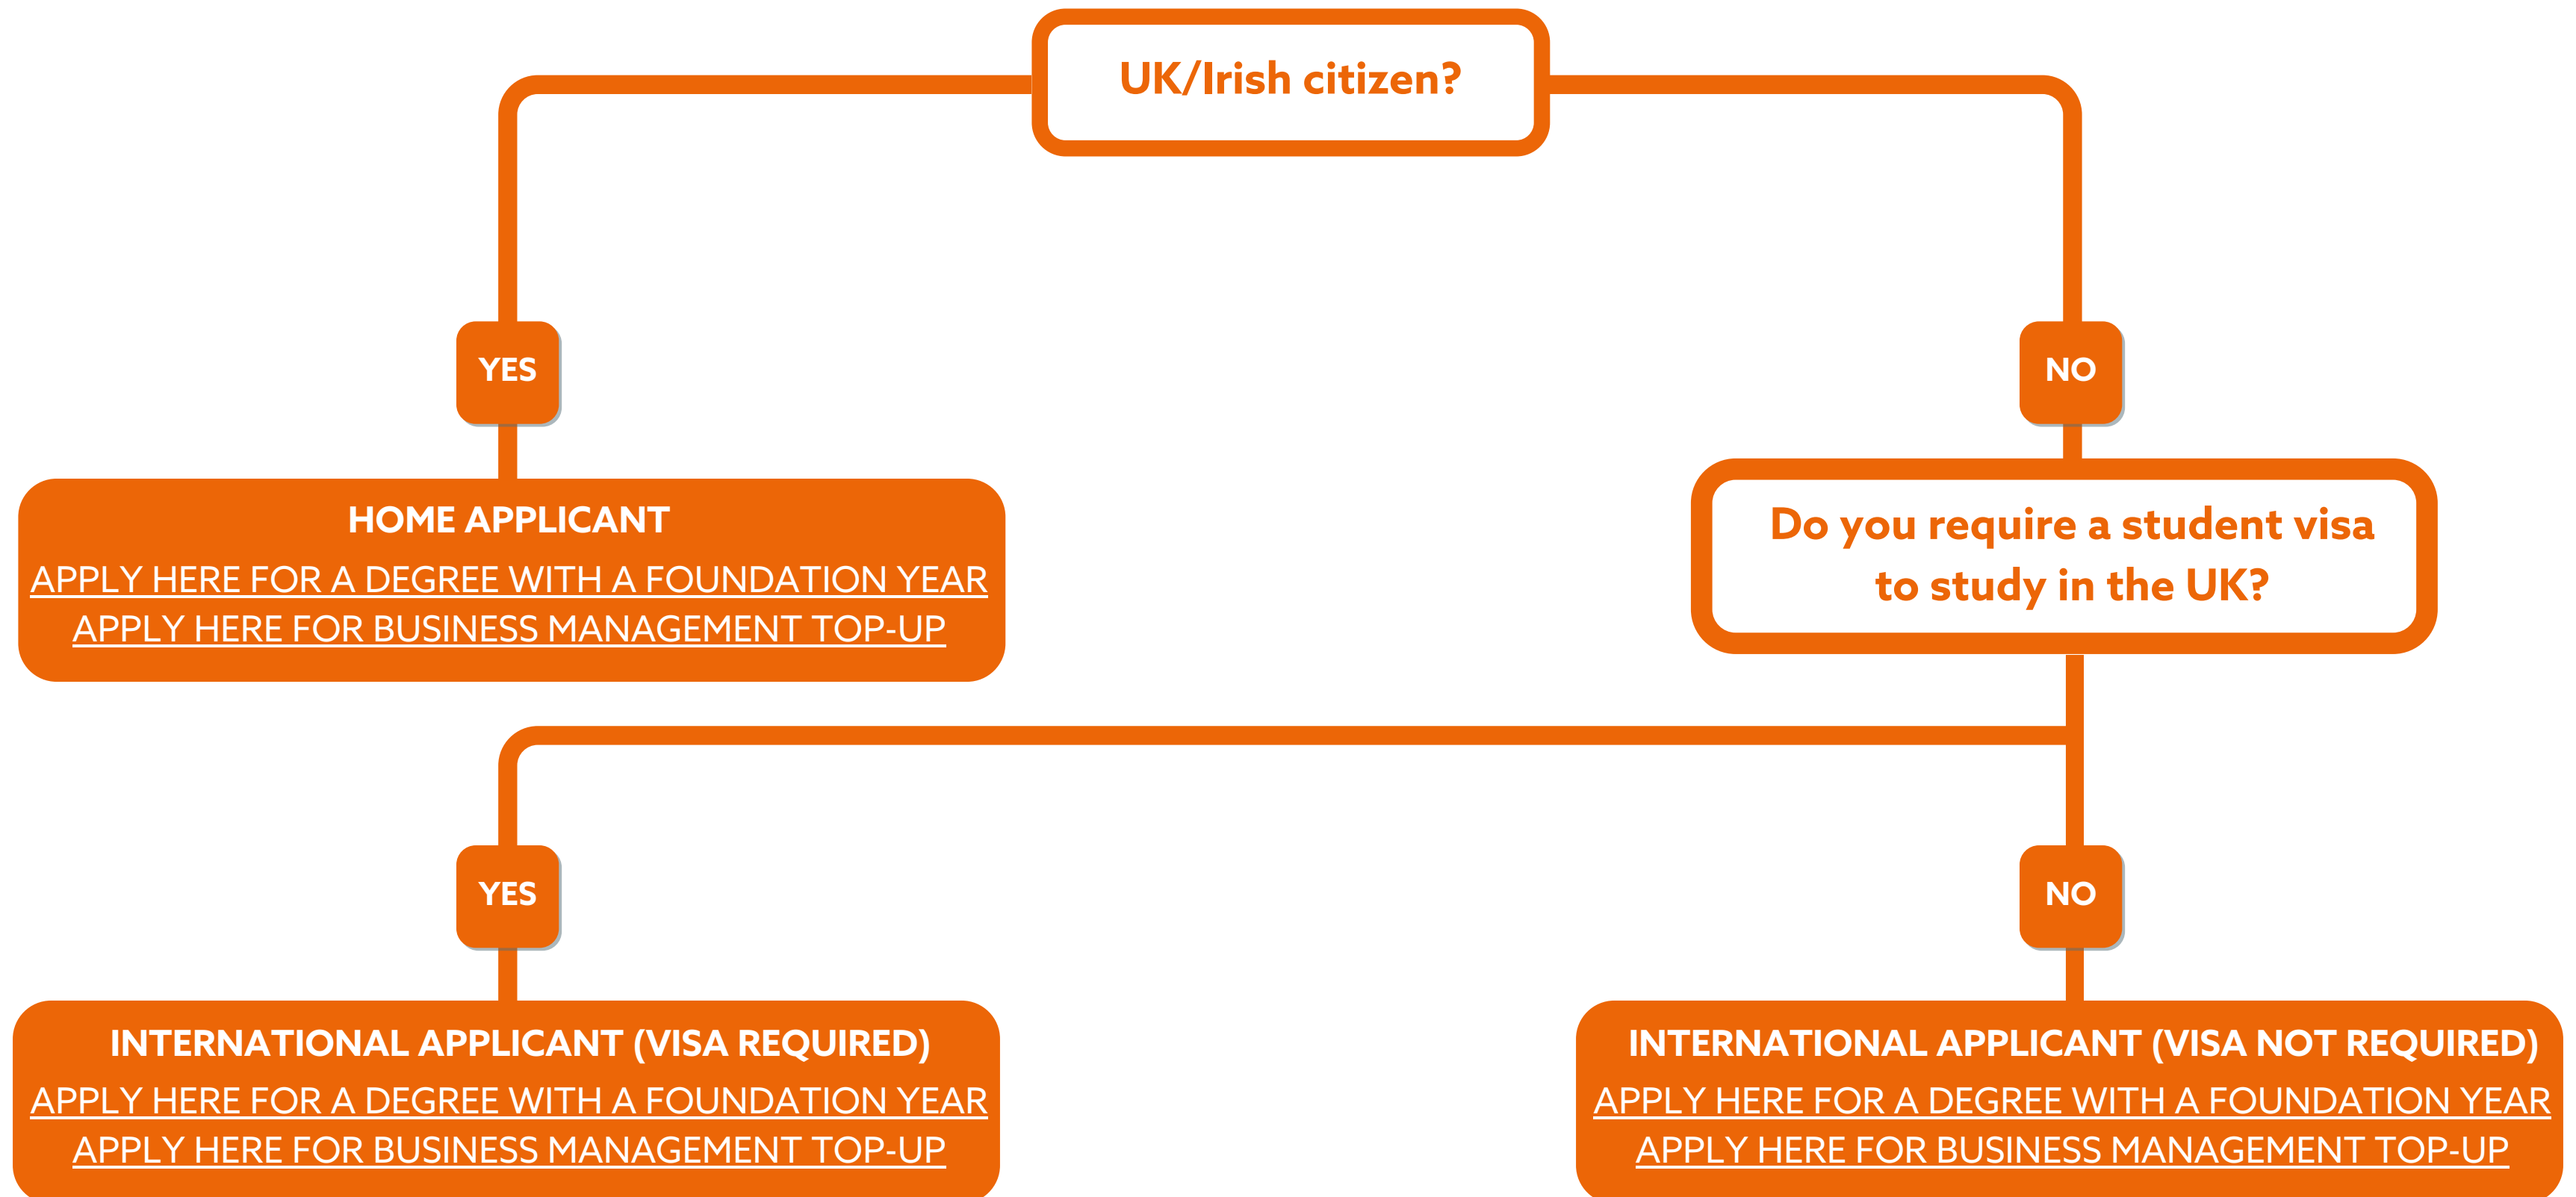 UK/Irish citizen?
YES
NO
HOME APPLICANT
APPLY HERE FOR A DEGREE WITH A FOUNDATION YEAR
APPLY HERE FOR BUSINESS MANAGEMENT TOP-UP
Do you require a student visa
to study in the UK?
YES
NO
INTERNATIONAL APPLICANT (VISA REQUIRED)
APPLY HERE FOR A DEGREE WITH A FOUNDATION YEAR
APPLY HERE FOR BUSINESS MANAGEMENT TOP-UP
INTERNATIONAL APPLICANT (VISA NOT REQUIRED)
APPLY HERE FOR A DEGREE WITH A FOUNDATION YEAR
APPLY HERE FOR BUSINESS MANAGEMENT TOP-UP